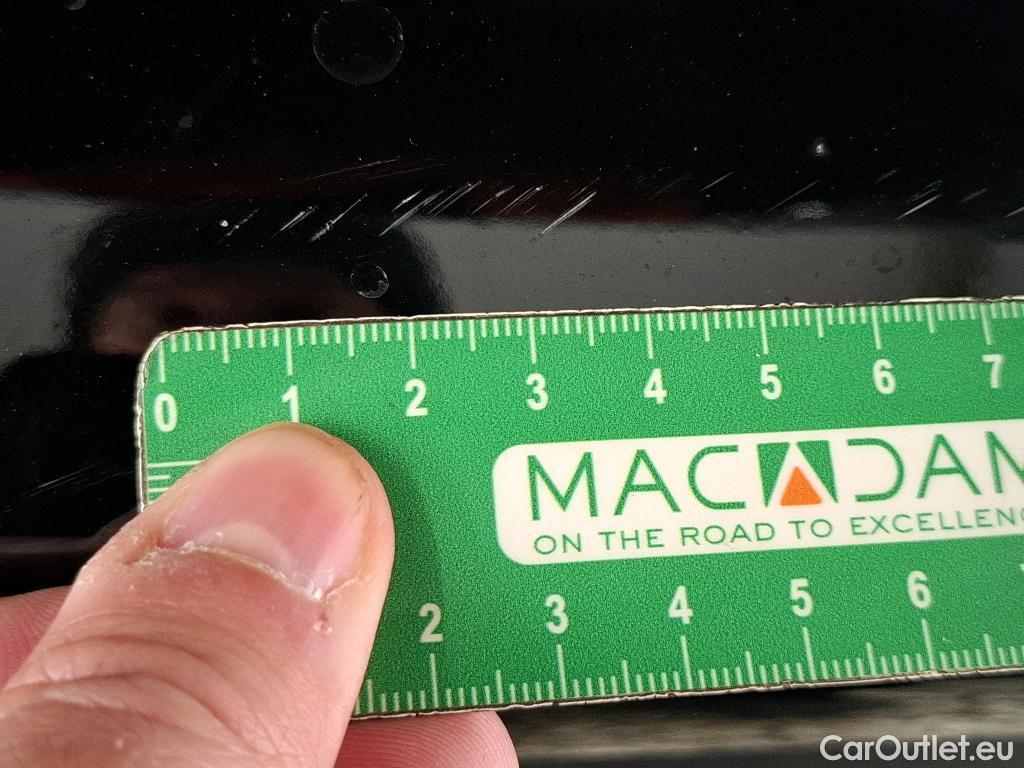 0 1 2 3 4 5 6 7
MACADAM
ON THE ROAD TO
2 3 4 5 6
CarOutlet.eu